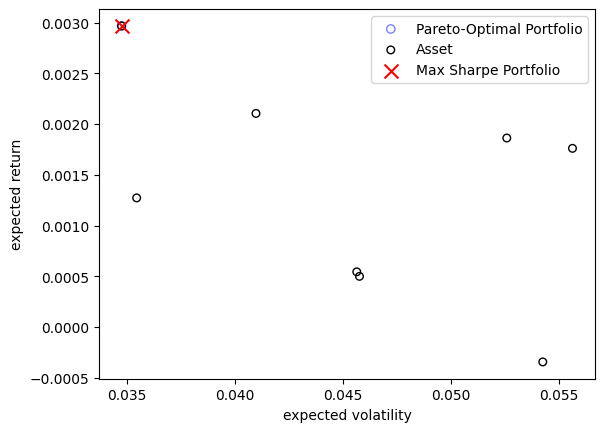 0.0030
0.0025
0.0020
0.0015
0.0010
0.0005
0.0000
−0.0005
expected return
Pareto-Optimal Portfolio
Asset
Max Sharpe Portfolio
0.035 0.040 0.045 0.050 0.055
expected volatility